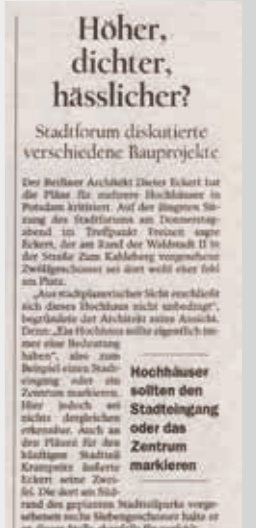 Höher,
dichter,
hässlicher?
Stadtforum diskutierte
verschiedene Bauprojekte
Der Berliner Architekt Dieter Eckert hat
die Pläne für mehrere Hochhäuser in
Potsdam kritisiert. Auf der jüngsten Sit-
zung des Stadtforums am Donnerstag-
abend im Treffpunkt Freizeit sagte
Eckert, der am Rand der Waldstadt II in
der Straße Zum Kahleberg vorgesehene
Zwölfgeschosser sei dort wohl eher fehl
am Platz.
„Aus stadtplanerischer Sicht erschließt
sich dieses Hochhaus nicht unbedingt“,
begründete der Architekt seine Ansicht.
Denn: „Ein Hochhaus sollte eigentlich im-
mer eine Bedeutung
haben“, also zum
Beispiel einen Stadt-
eingang oder ein
Zentrum markieren.
Hier jedoch sei
nichts dergleichen
erkennbar. Auch an
den Plänen für den
künftigen Stadtteil
Krampnitz äußerte
Eckert seine Zwei-
fel. Die dort am Süd-
Hochhäuser
sollten den
Stadteingang
oder das
Zentrum
markieren
rand des geplanten Stadtteilparks vorge-
sehenen sechs Siebengeschosser halte er